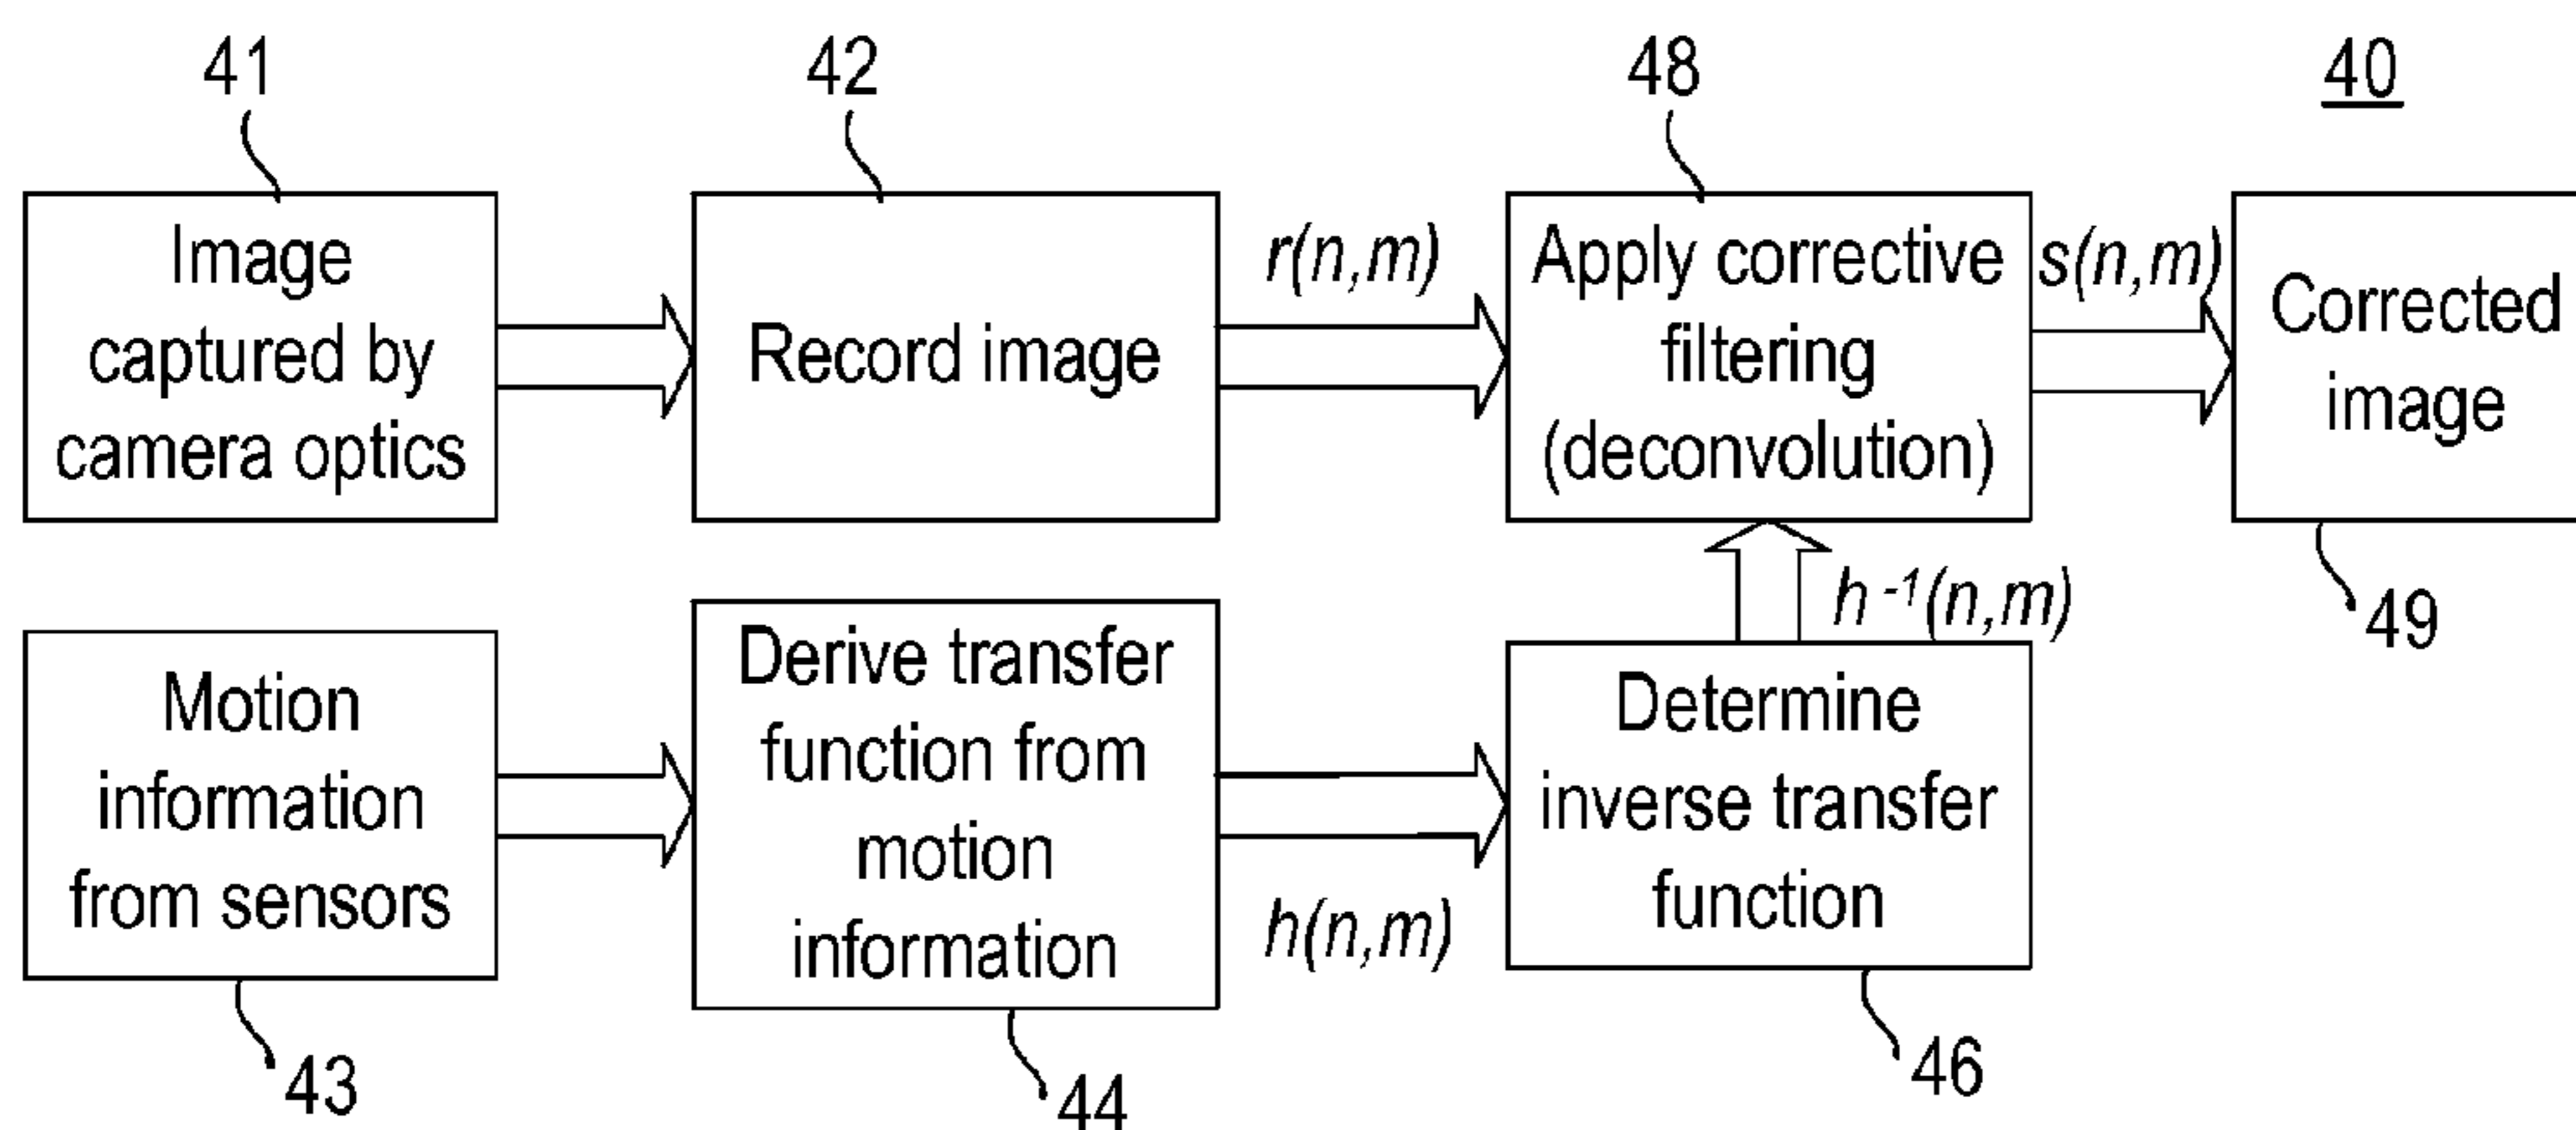 41
42
48
40
Image
captured by
camera optics
Record image
r(n,m)
Apply corrective
filtering
(deconvolution)
s(n,m)
Corrected
image
49
Motion
information
from sensors
43
Derive transfer
function from
motion
information
44
h(n,m)
Determine
inverse transfer
function
46
h⁻¹(n,m)